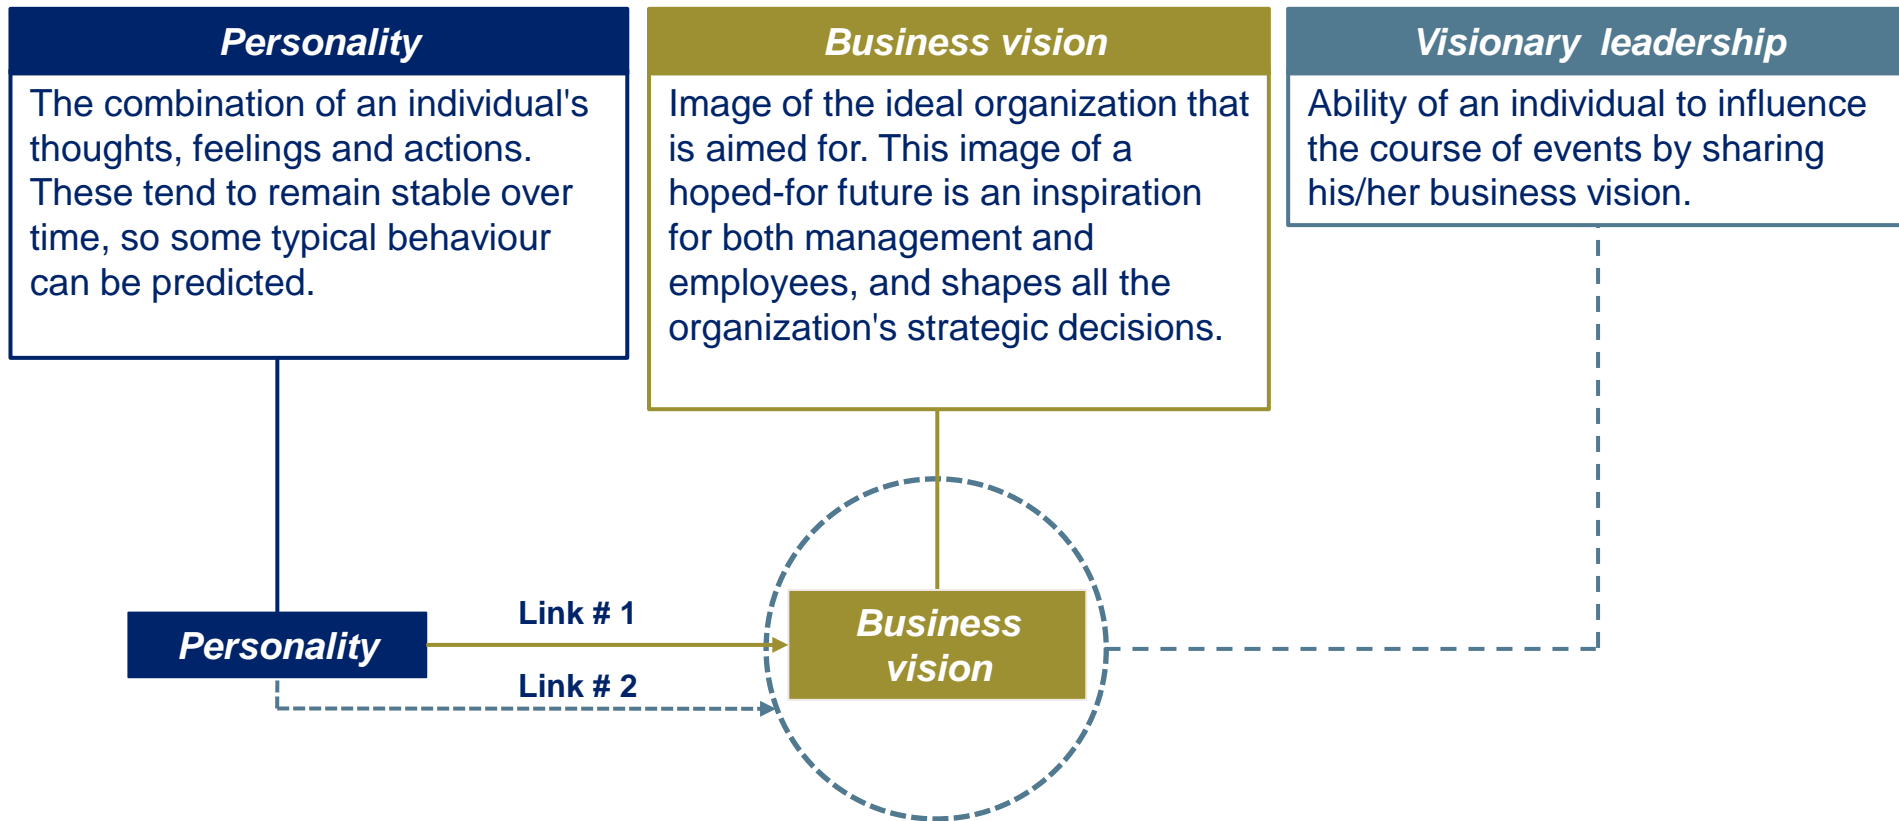 Personality
The combination of an individual's
thoughts, feelings and actions.
These tend to remain stable over
time, so some typical behaviour
can be predicted.
Business vision
Image of the ideal organization that
is aimed for. This image of a
hoped-for future is an inspiration
for both management and
employees, and shapes all the
organization's strategic decisions.
Visionary leadership
Ability of an individual to influence
the course of events by sharing
his/her business vision.
Personality
Link # 1
Link # 2
Business
vision